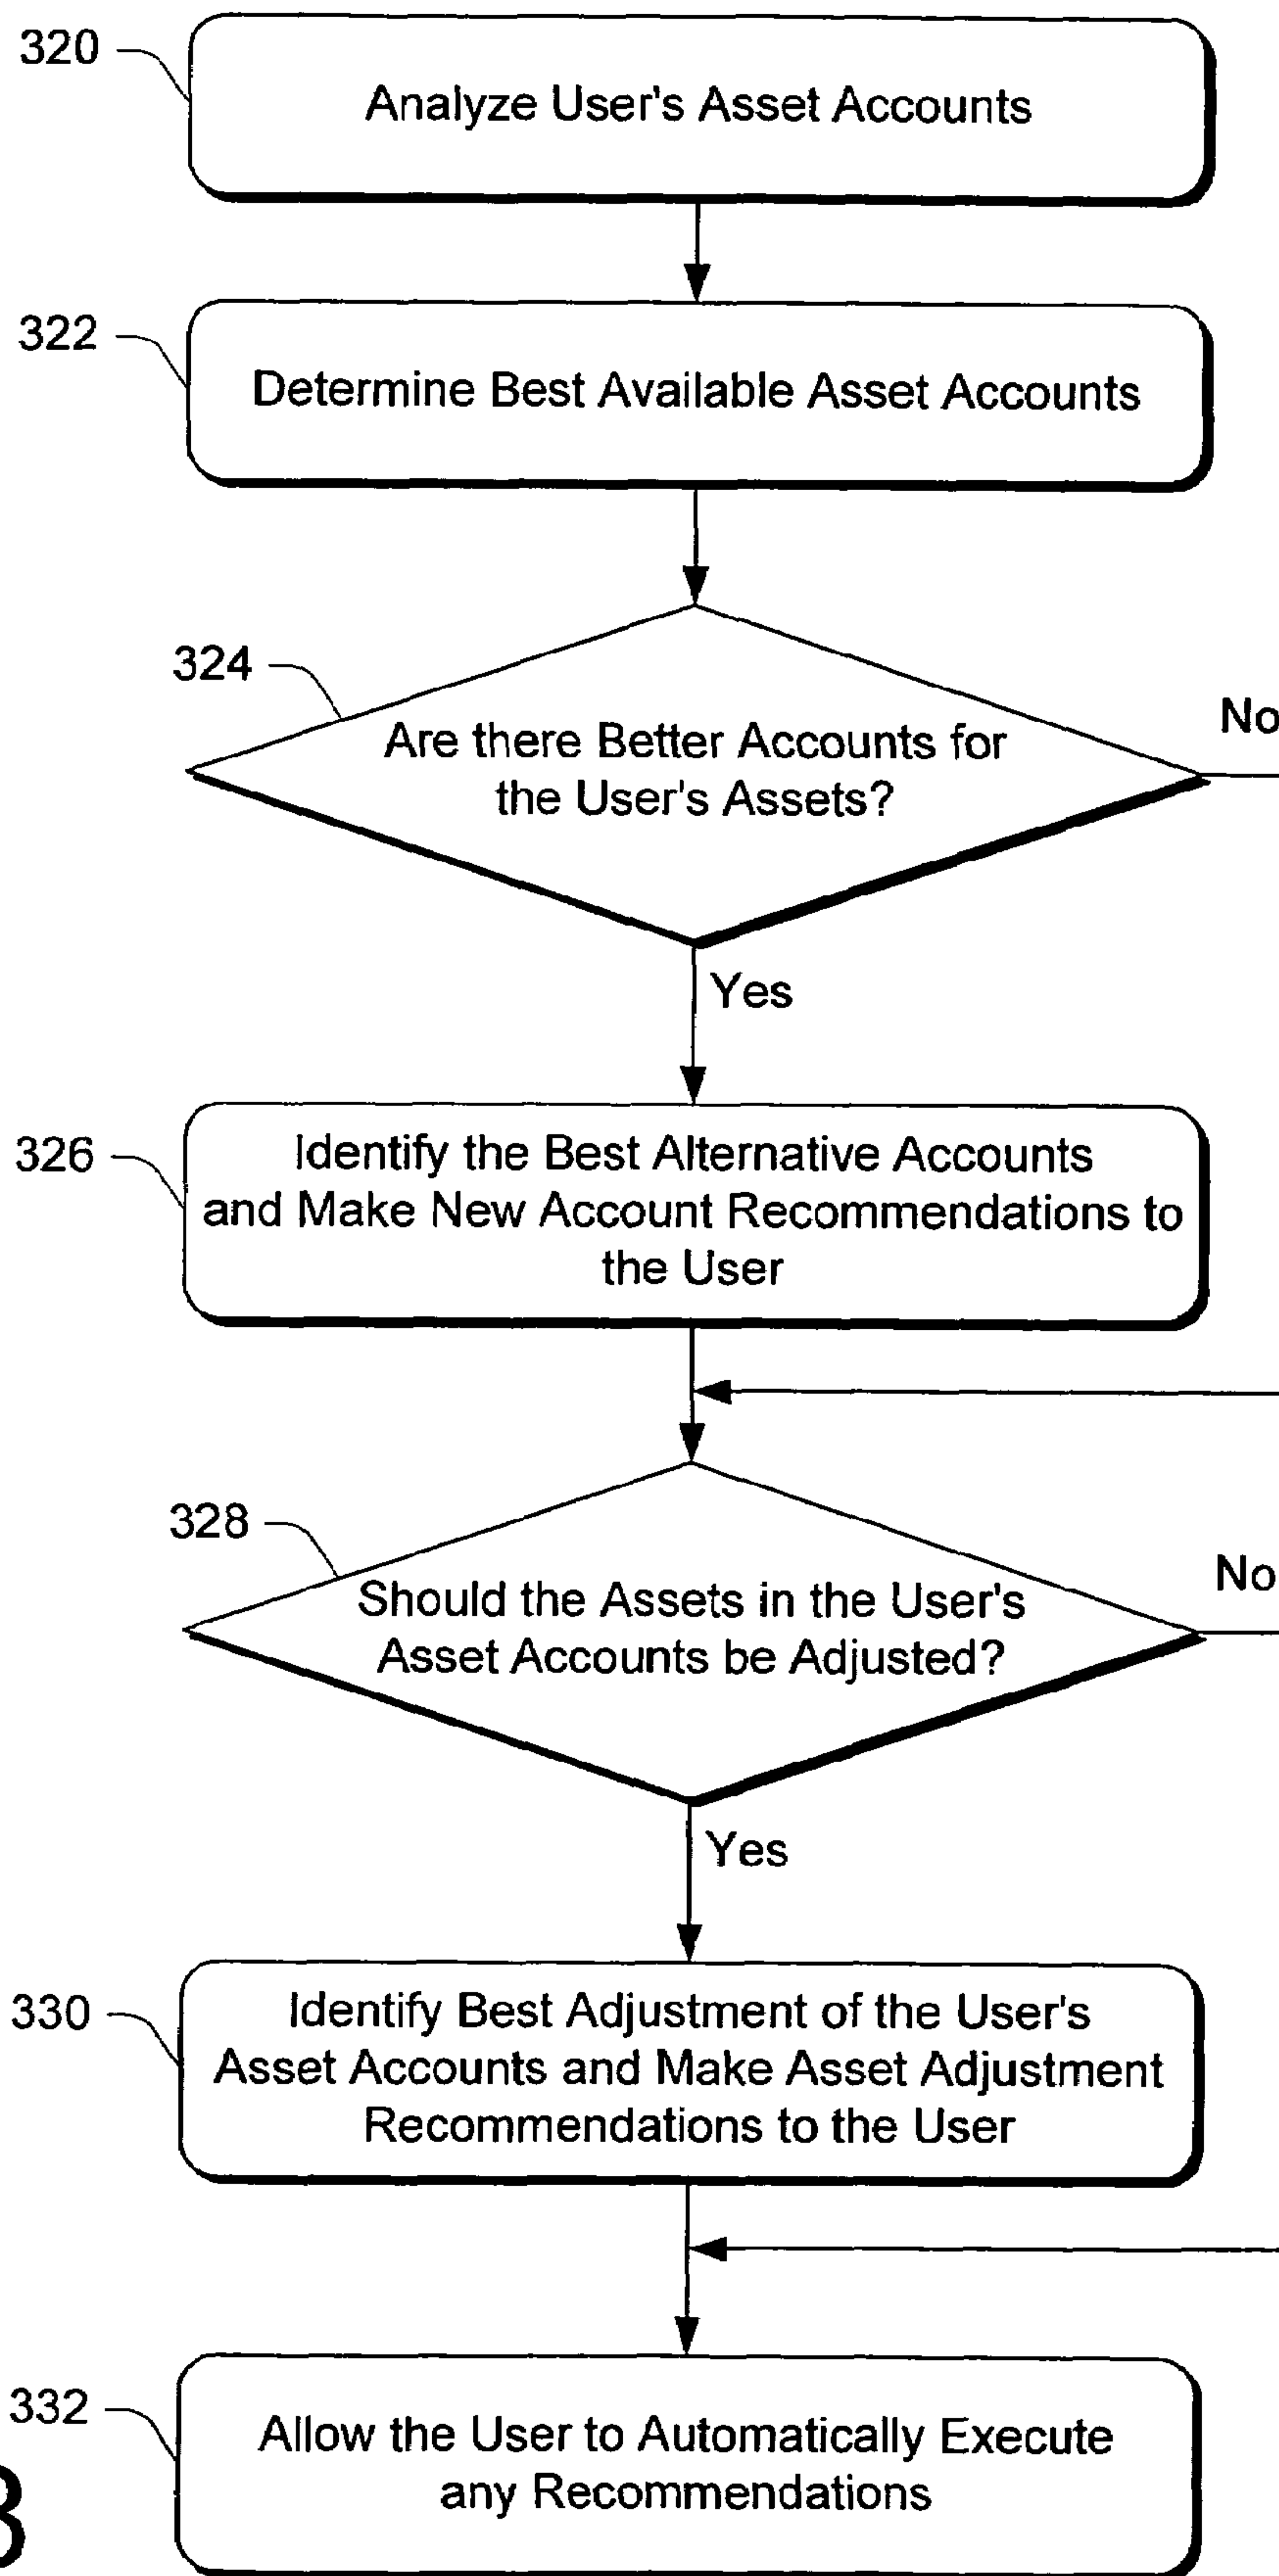 320
Analyze User's Asset Accounts
322
Determine Best Available Asset Accounts
324
Are there Better Accounts for
the User's Assets?
No
Yes
326
Identify the Best Alternative Accounts
and Make New Account Recommendations to
the User
328
Should the Assets in the User's
Asset Accounts be Adjusted?
No
Yes
330
Identify Best Adjustment of the User's
Asset Accounts and Make Asset Adjustment
Recommendations to the User
332
Allow the User to Automatically Execute
any Recommendations